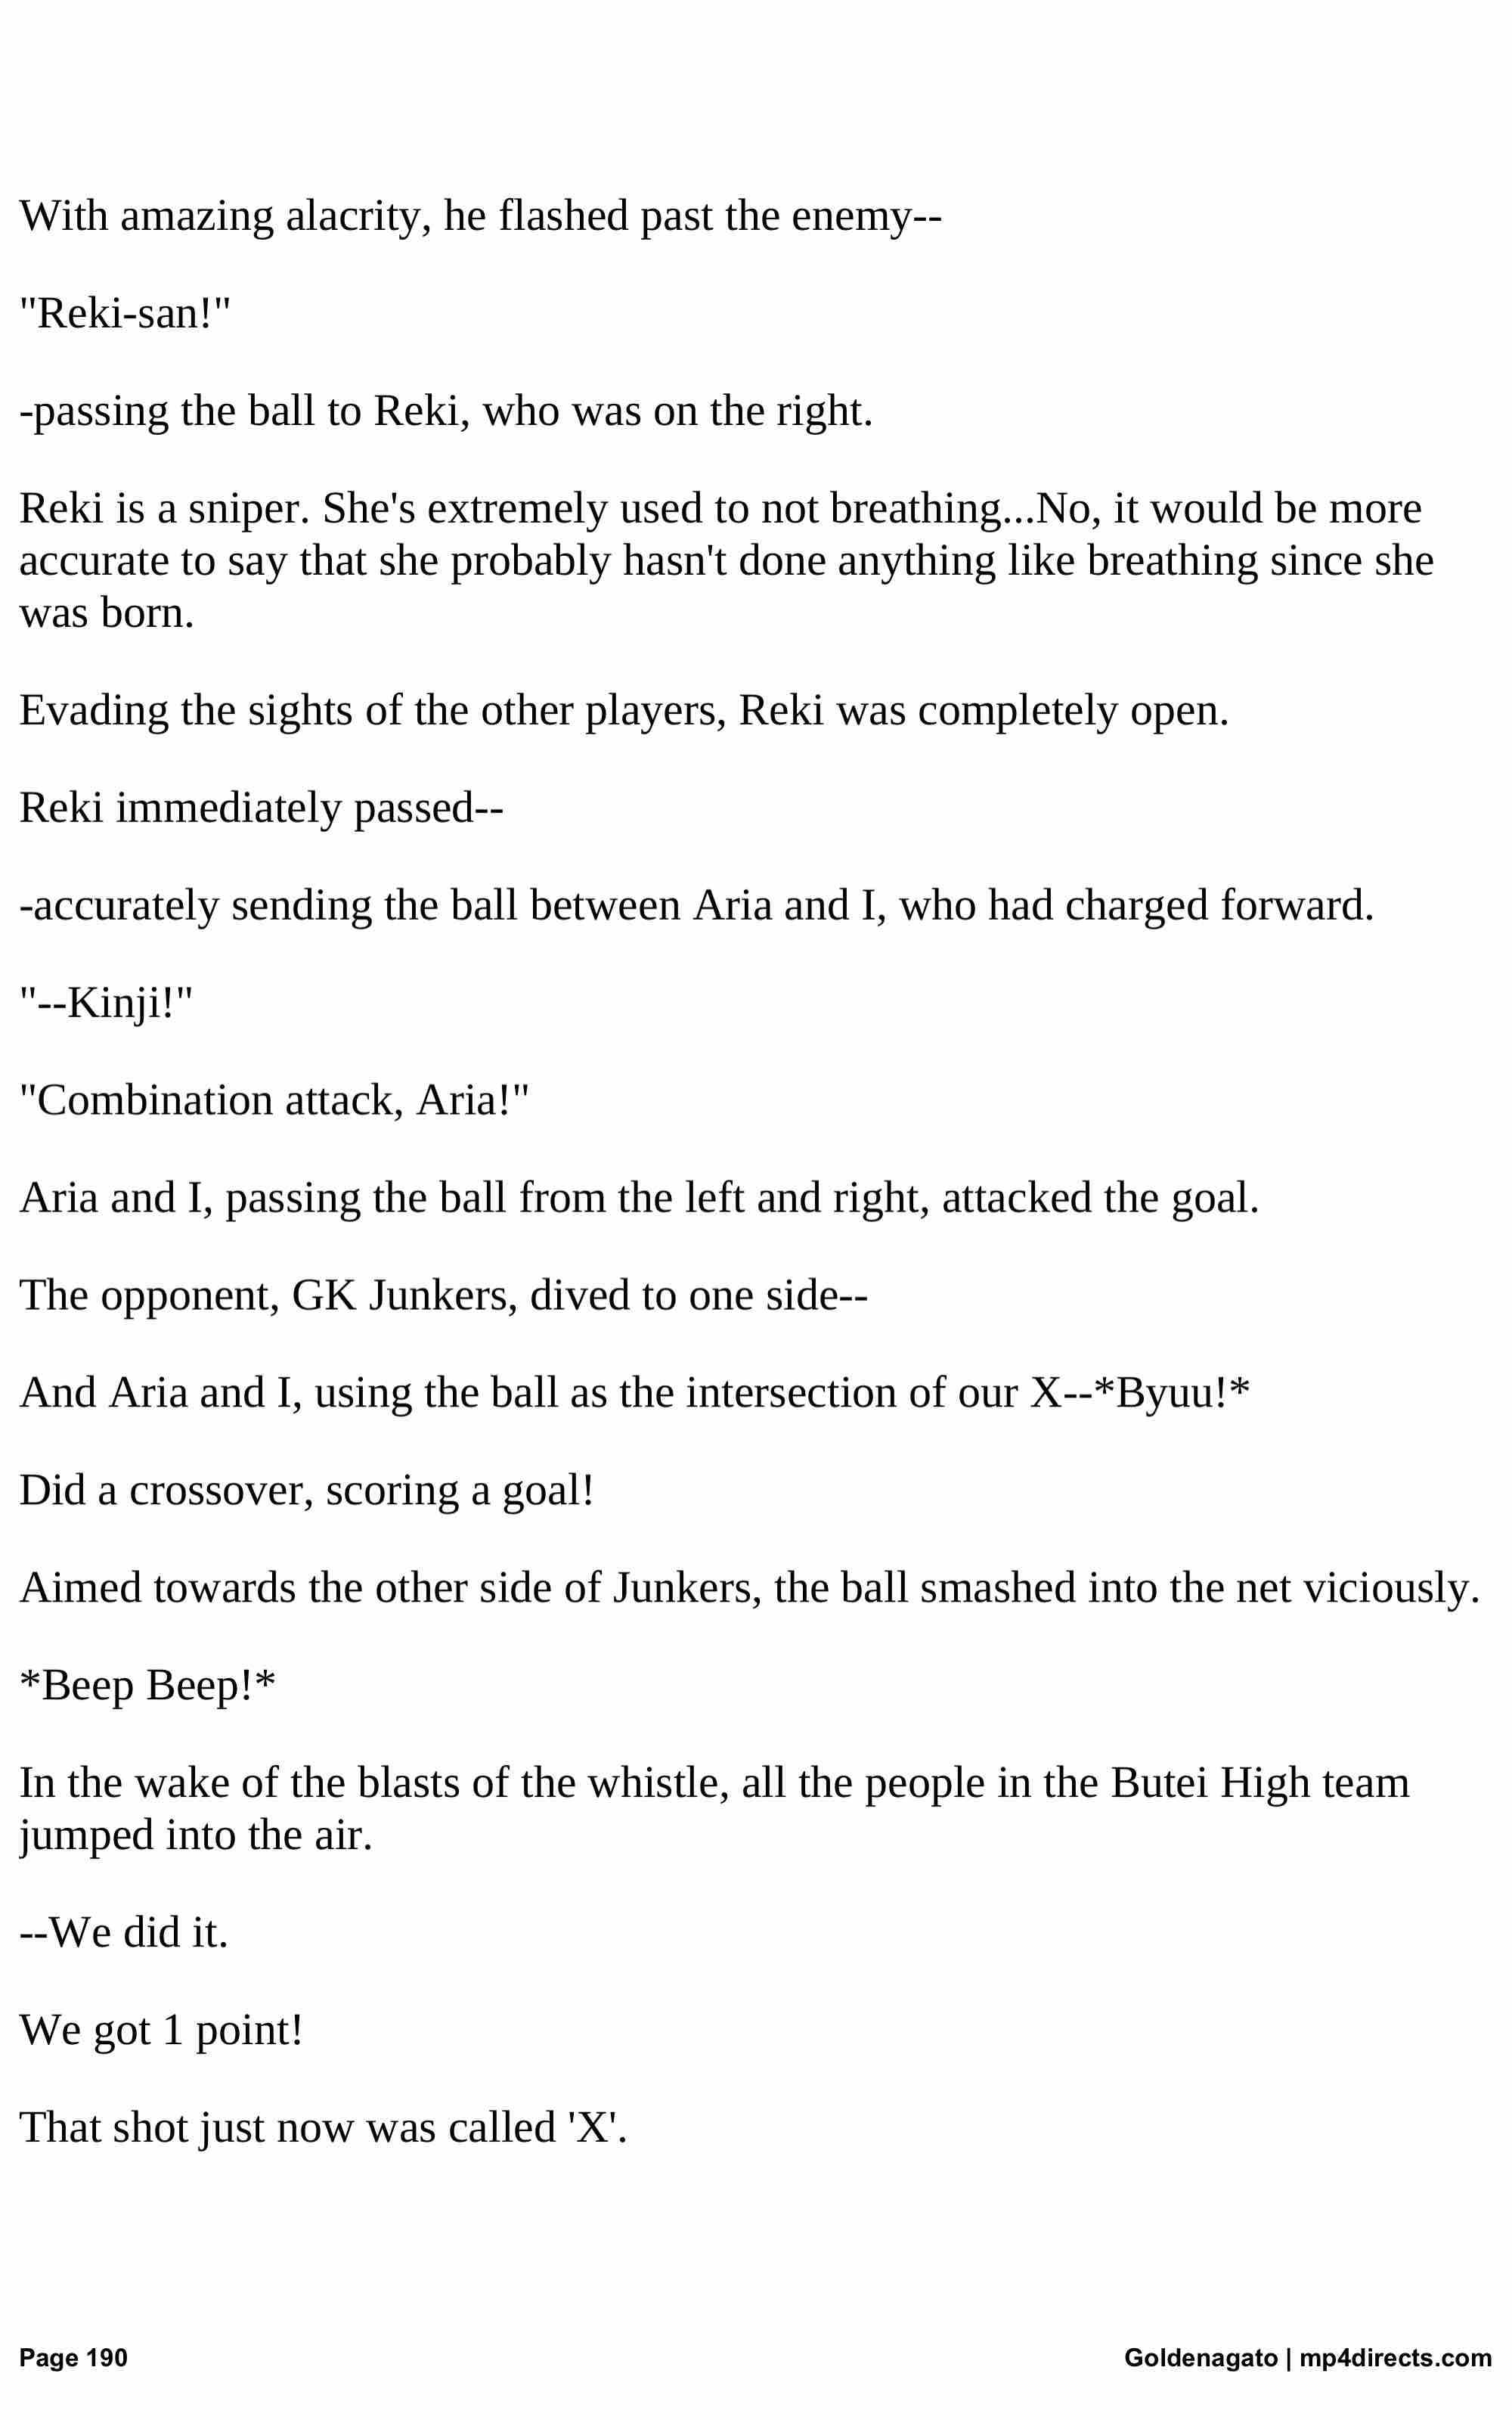 With amazing alacrity, he flashed past the enemy--
"Reki-san!"
-passing the ball to Reki, who was on the right.
Reki is a sniper. She's extremely used to not breathing...No, it would be more
accurate to say that she probably hasn't done anything like breathing since she
was born.
Evading the sights of the other players, Reki was completely open.
Reki immediately passed--
-accurately sending the ball between Aria and I, who had charged forward.
"--Kinji!"
"Combination attack, Aria!"
Aria and I, passing the ball from the left and right, attacked the goal.
The opponent, GK Junkers, dived to one side--
And Aria and I, using the ball as the intersection of our X--*Byuu!*
Did a crossover, scoring a goal!
Aimed towards the other side of Junkers, the ball smashed into the net viciously.
*Beep Beep!*
In the wake of the blasts of the whistle, all the people in the Butei High team
jumped into the air.
--We did it.
We got 1 point!
That shot just now was called 'X'.
Page 190
Goldenagato | mp4directs.com